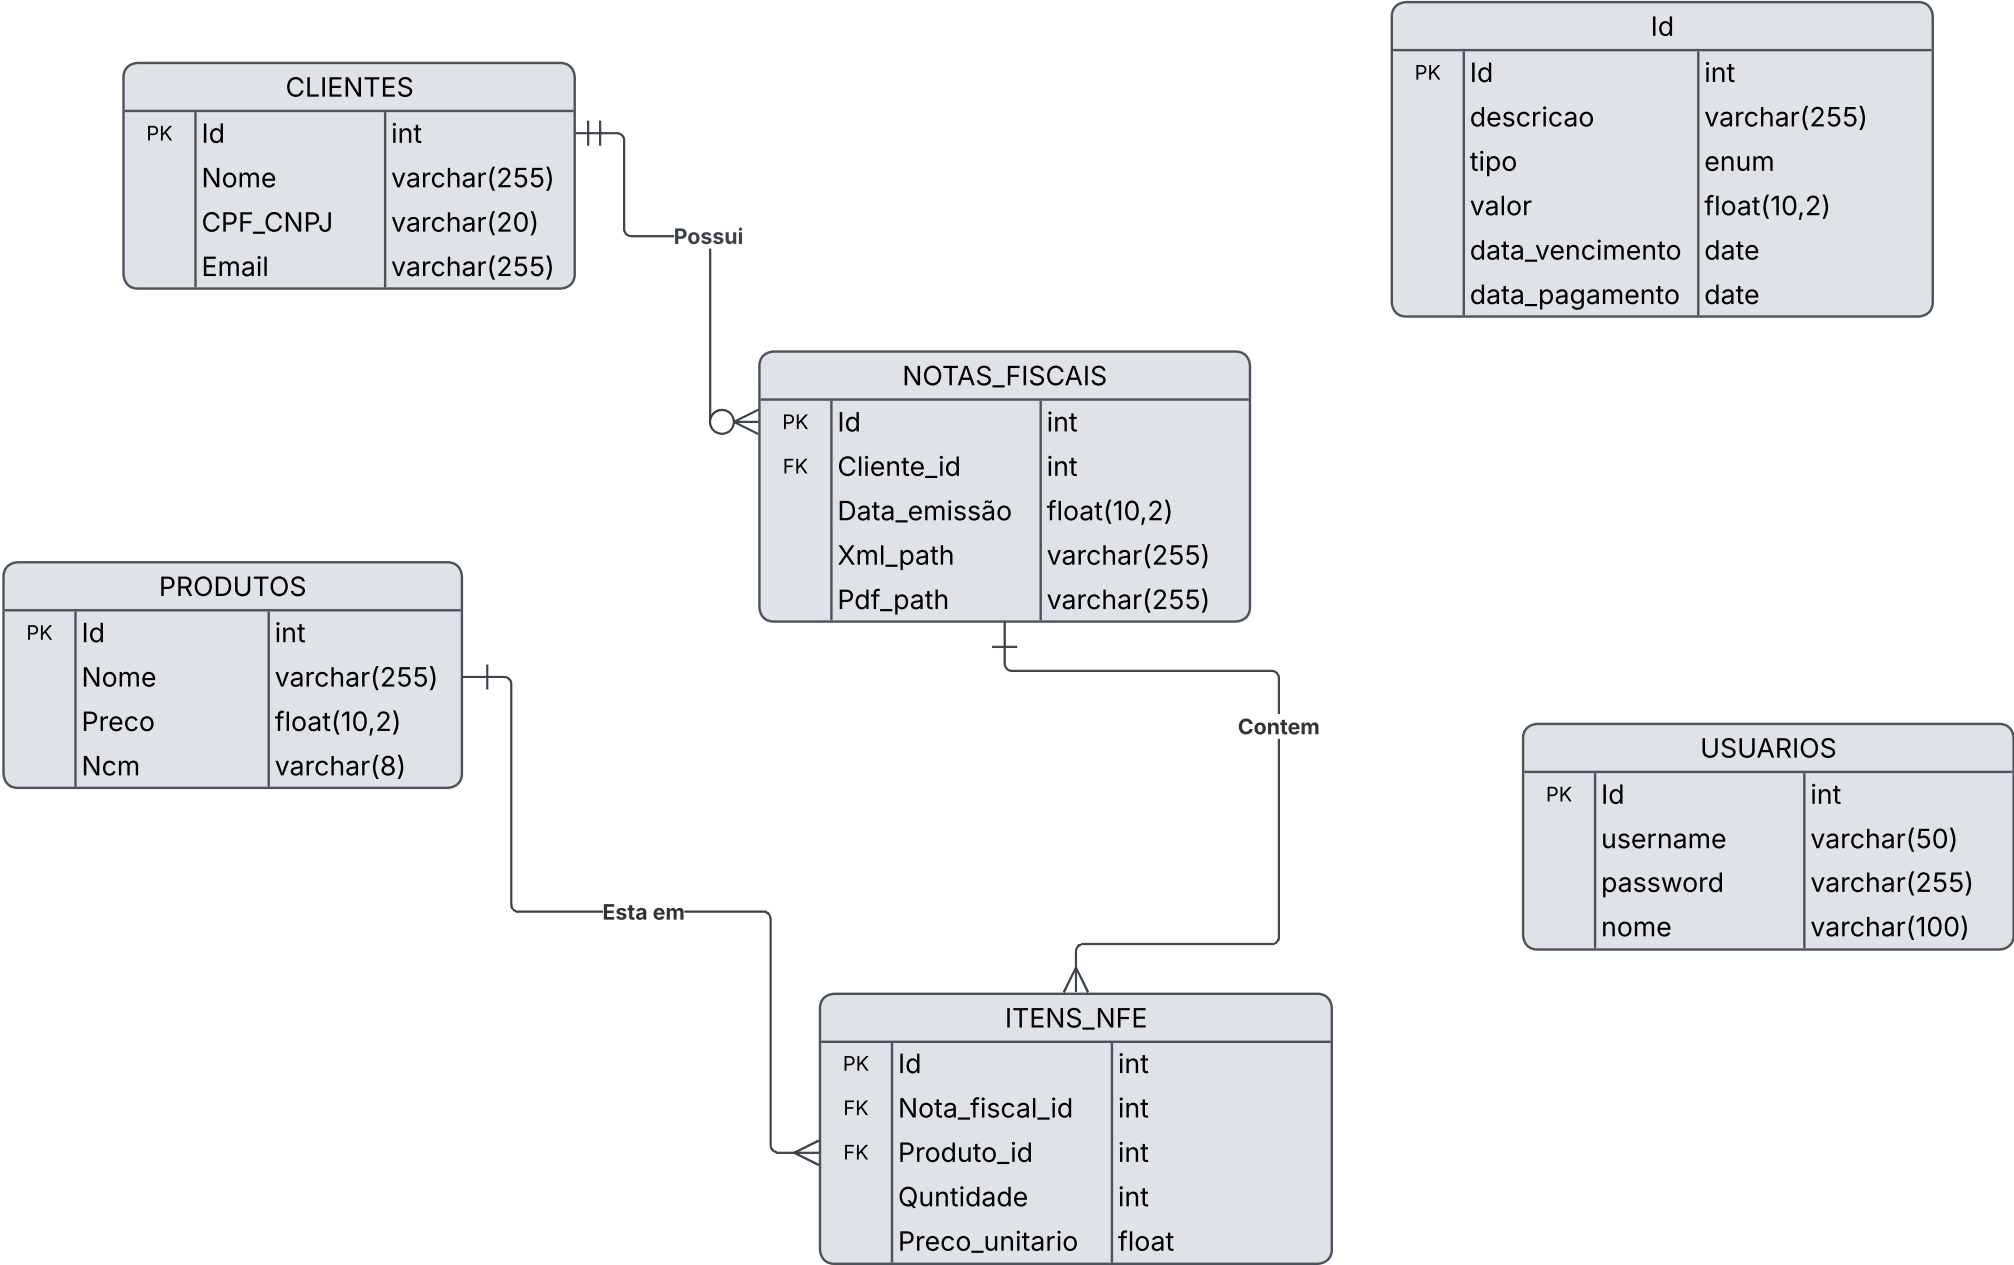 CLIENTES
PK Id int
Nome varchar(255)
CPF_CNPJ varchar(20)
Email varchar(255)
Possui
Id
PK Id int
descricao varchar(255)
tipo enum
valor float(10,2)
data_vencimento date
data_pagamento date
NOTAS_FISCAIS
PK Id int
FK Cliente_id int
Data_emissão float(10,2)
Xml_path varchar(255)
Pdf_path varchar(255)
PRODUTOS
PK Id int
Nome varchar(255)
Preco float(10,2)
Ncm varchar(8)
Contem
Esta em
USUARIOS
PK Id int
username varchar(50)
password varchar(255)
nome varchar(100)
ITENS_NFE
PK Id int
FK Nota_fiscal_id int
FK Produto_id int
Quntidade int
Preco_unitario float